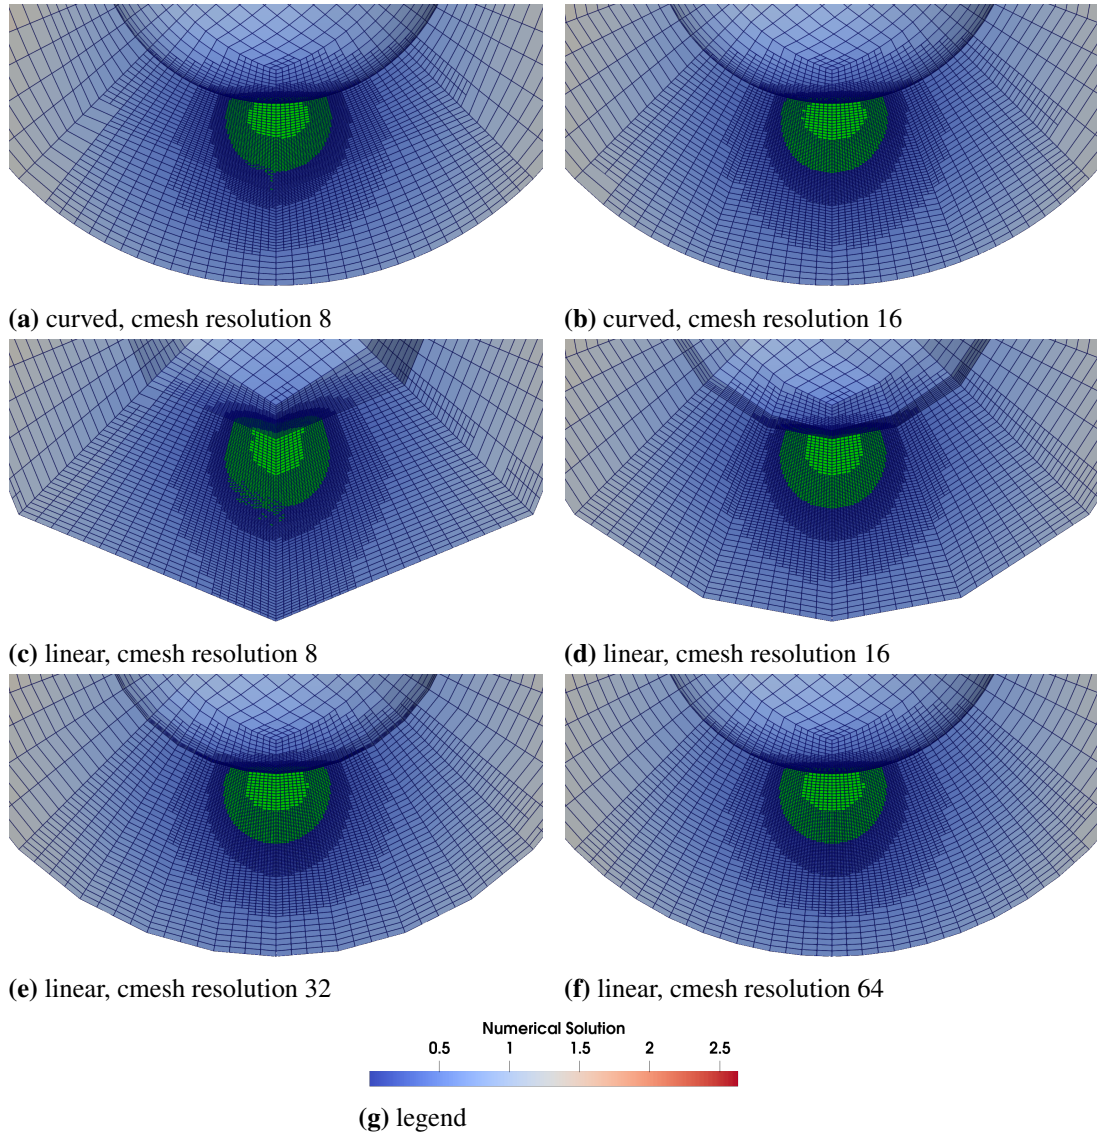 (a) curved, cmesh resolution 8
(b) curved, cmesh resolution 16
(c) linear, cmesh resolution 8
(d) linear, cmesh resolution 16
(e) linear, cmesh resolution 32
(f) linear, cmesh resolution 64
Numerical Solution
0.5 1 1.5 2 2.5
(g) legend